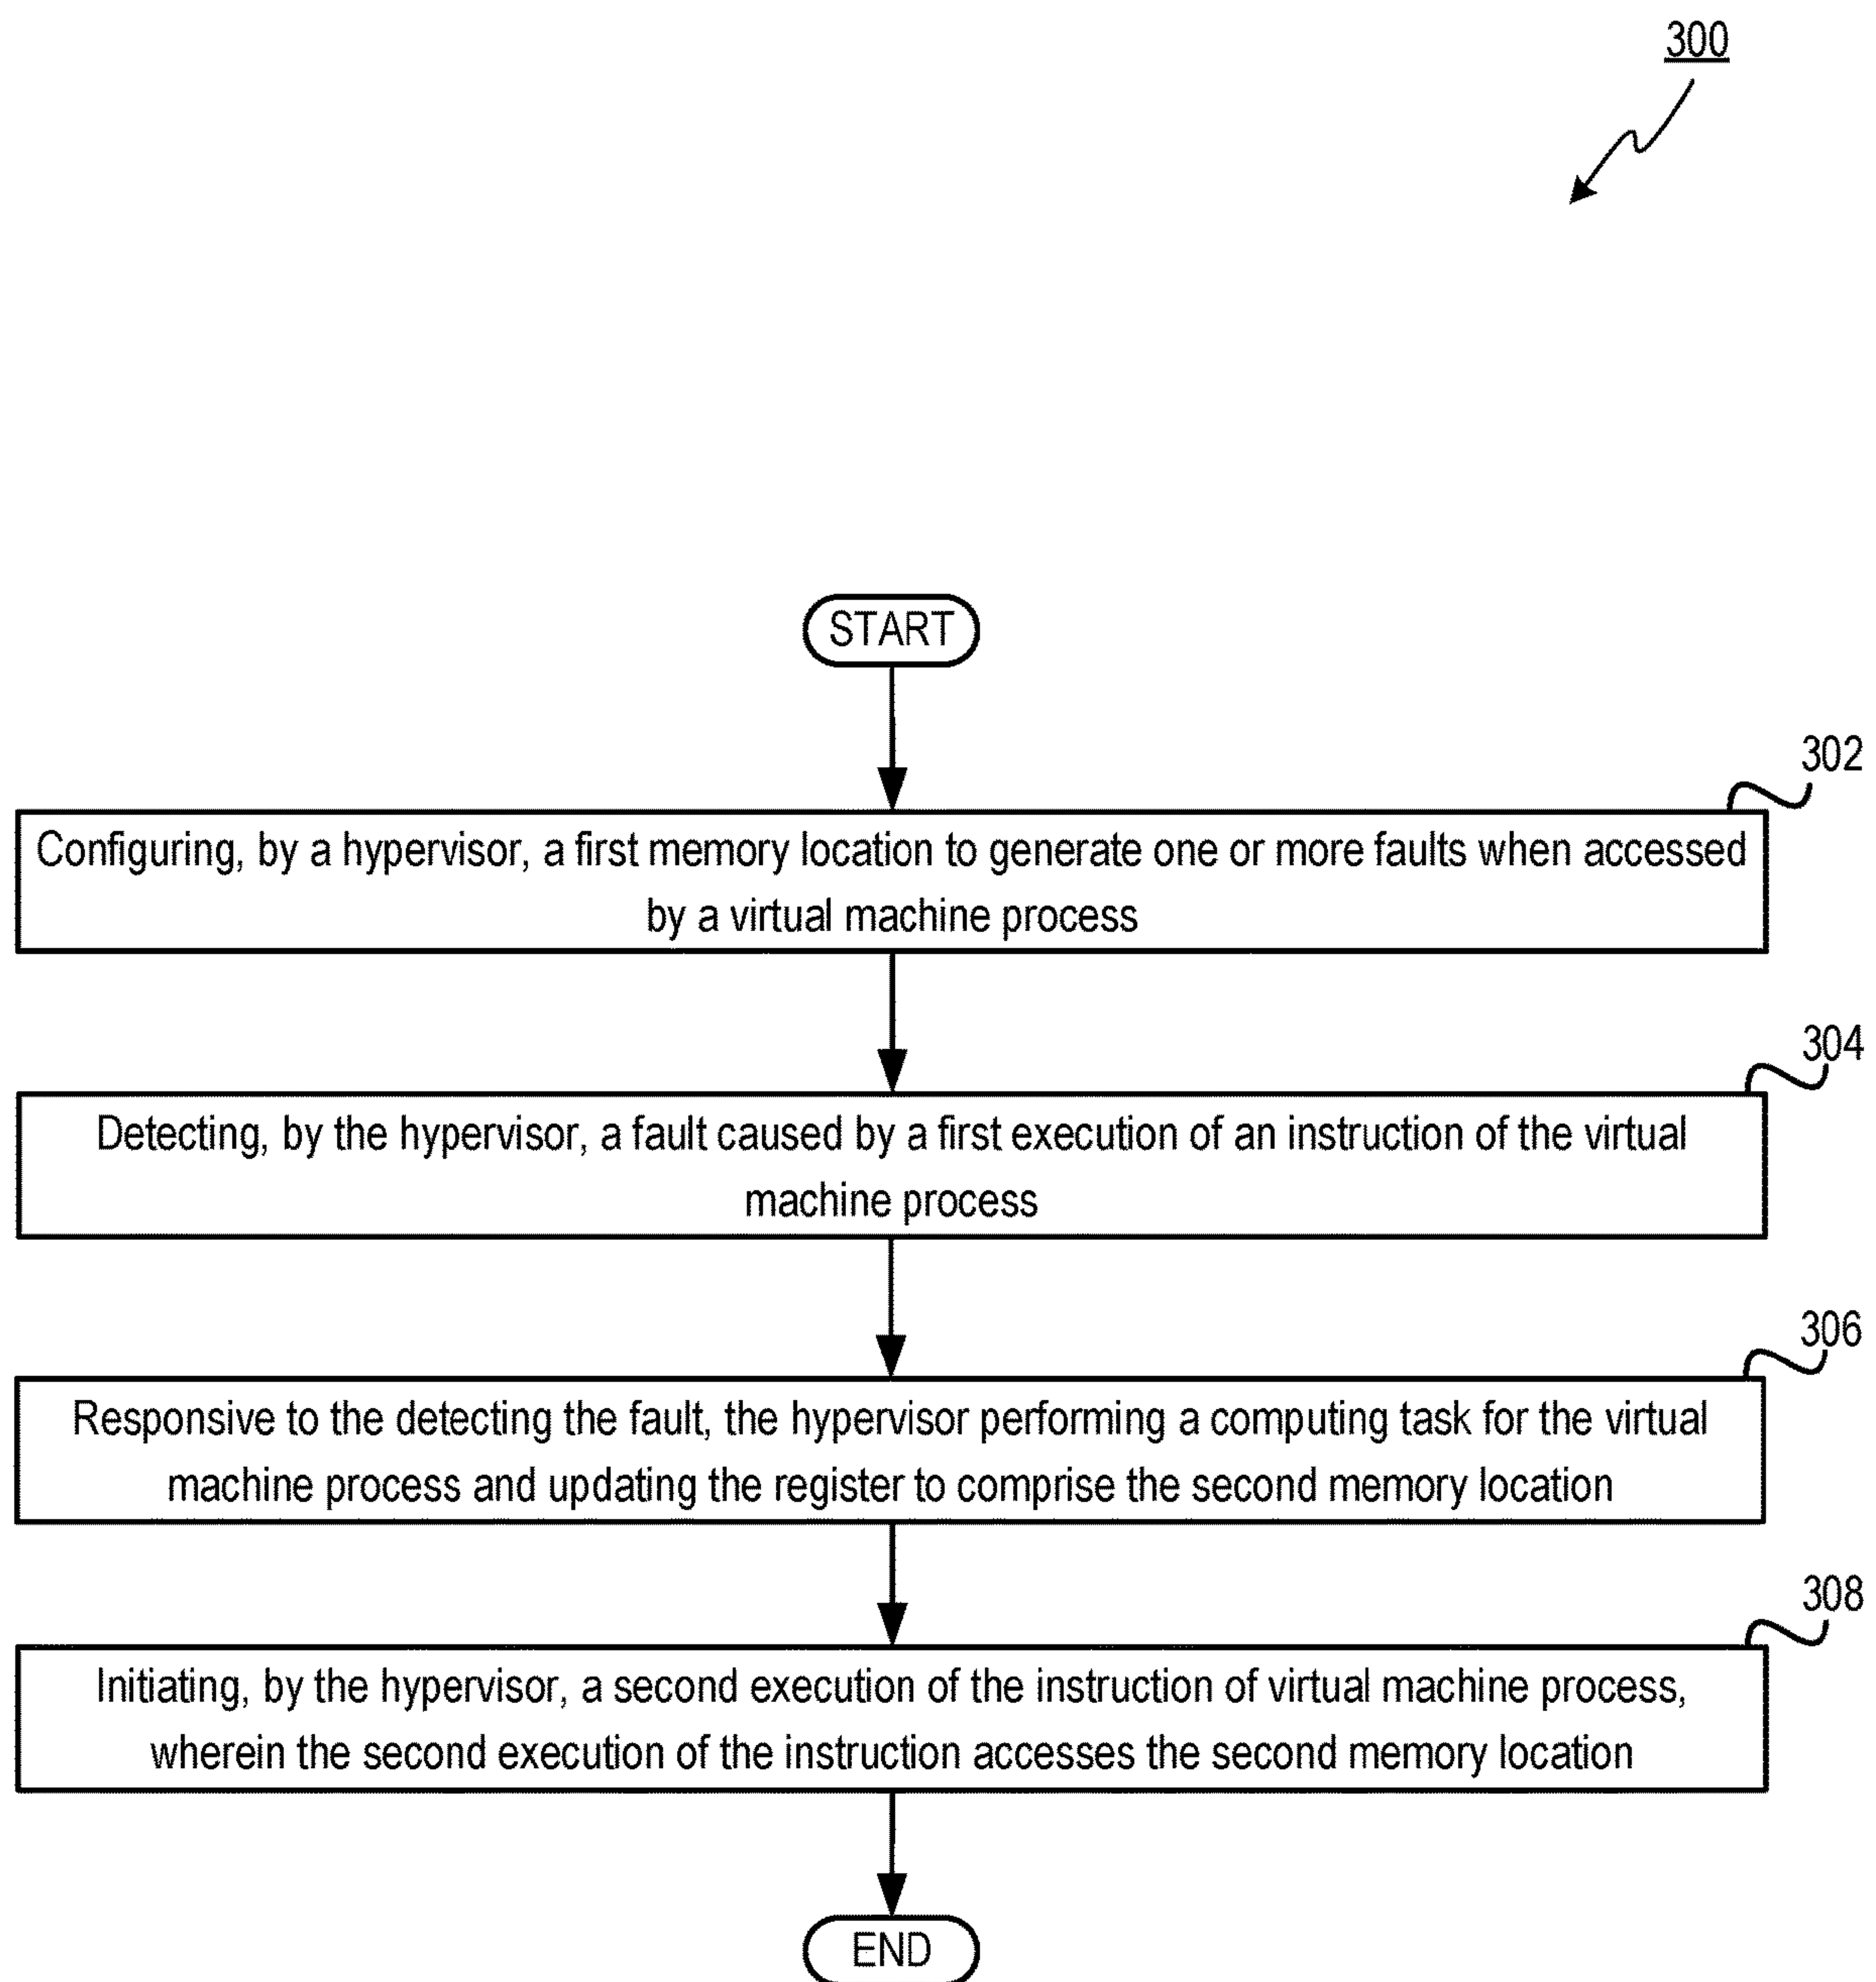 300
START
302
Configuring, by a hypervisor, a first memory location to generate one or more faults when accessed
by a virtual machine process
304
Detecting, by the hypervisor, a fault caused by a first execution of an instruction of the virtual
machine process
306
Responsive to the detecting the fault, the hypervisor performing a computing task for the virtual
machine process and updating the register to comprise the second memory location
308
Initiating, by the hypervisor, a second execution of the instruction of virtual machine process,
wherein the second execution of the instruction accesses the second memory location
END